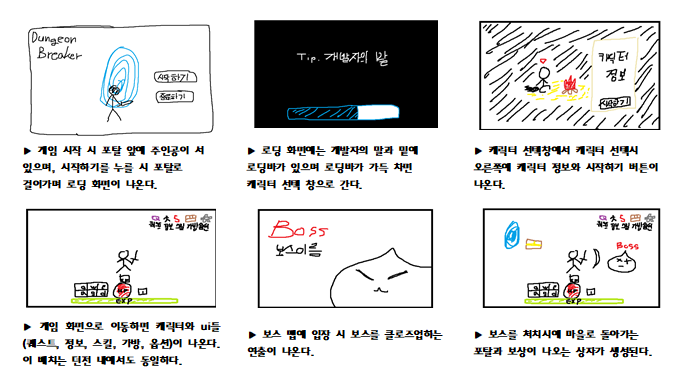 Dungeon
Breaker
시작하기
종료하기
▶ 게임 시작 시 포탈 앞에 주인공이 서
있으며, 시작하기를 누를 시 포탈로
걸어가며 로딩 화면이 나온다.
Tip. 개발자의 말
▶ 로딩 화면에는 개발자의 말과 밑에
로딩바가 있으며 로딩바가 가득 차면
캐릭터 선택 창으로 간다.
캐릭터
정보
시작하기
▶ 캐릭터 선택창에서 캐릭터 선택시
오른쪽에 캐릭터 정보와 시작하기 버튼이
나온다.
퀘스트 정보 스킬 가방 옵션
exp
▶ 게임 화면으로 이동하면 캐릭터와 ui들
(퀘스트, 정보, 스킬, 가방, 옵션)이 나온다.
이 배치는 던전 내에서도 동일하다.
Boss
보스이름
▶ 보스 맵에 입장 시 보스를 클로즈업하는
연출이 나온다.
Boss
exp
▶ 보스를 처치시에 마을로 돌아가는
포탈과 보상이 나오는 상자가 생성된다.